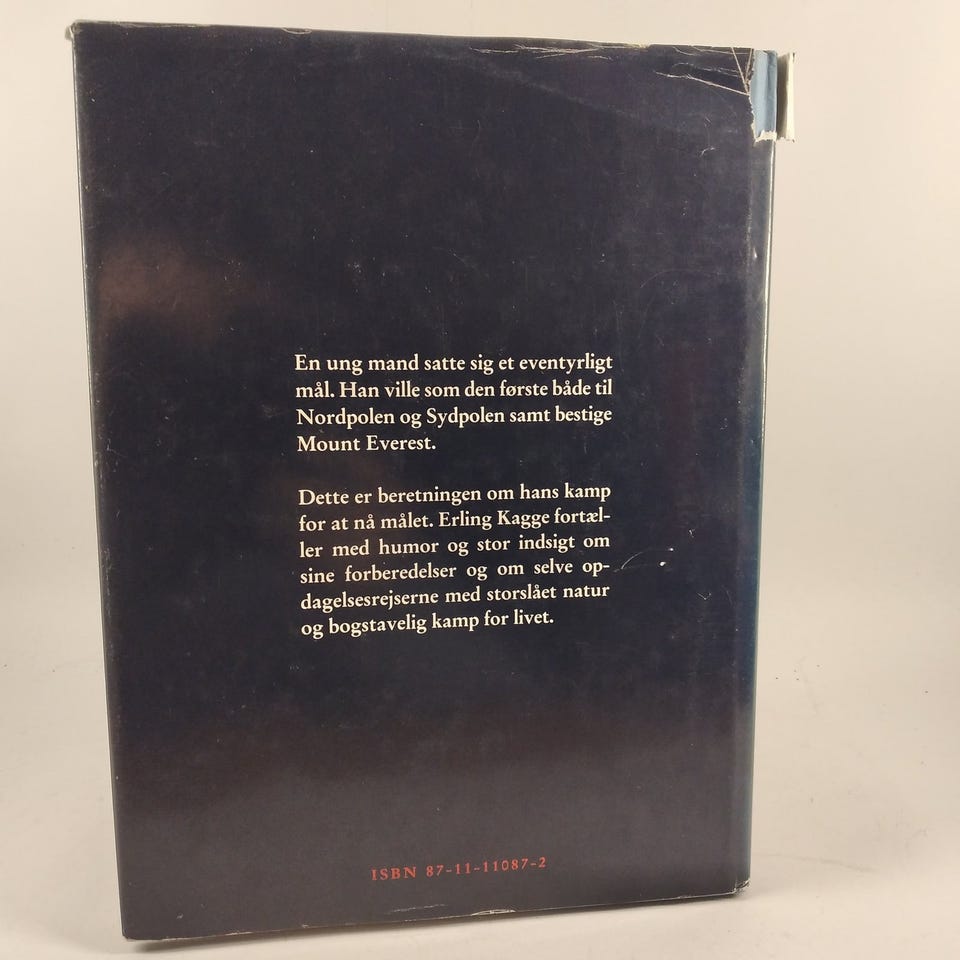 En ung mand satte sig et eventyrligt
mål. Han ville som den første både til
Nordpolen og Sydpolen samt bestige
Mount Everest.
Dette er beretningen om hans kamp
for at nå målet. Erling Kagge fortæl-
ler med humor og stor indsigt om
sine forberedelser og om selve op-
dagelsesrejserne med storslået natur
og bogstavelig kamp for livet.
ISBN 87-11-11087-2